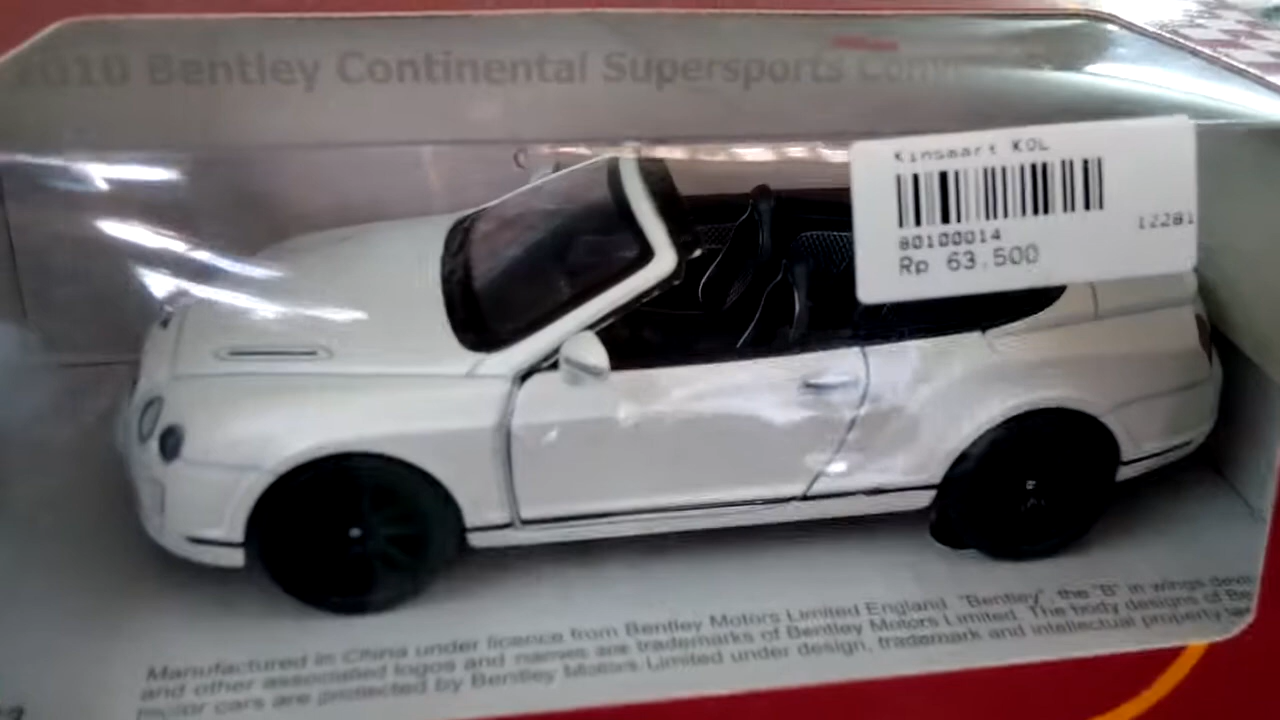 2010 Bentley Continental Supersports
Kinsmart KOL
12281
80100014
Rp 63.500
Manufactured in China under licence from Bentley Motors Limited England. "Bentley", the "B" in wings
and other associated logos and names are trademarks of Bentley Motors Limited. The body designs of
motor cars are protected by Bentley Motors Limited under design, trademark and intellectual property